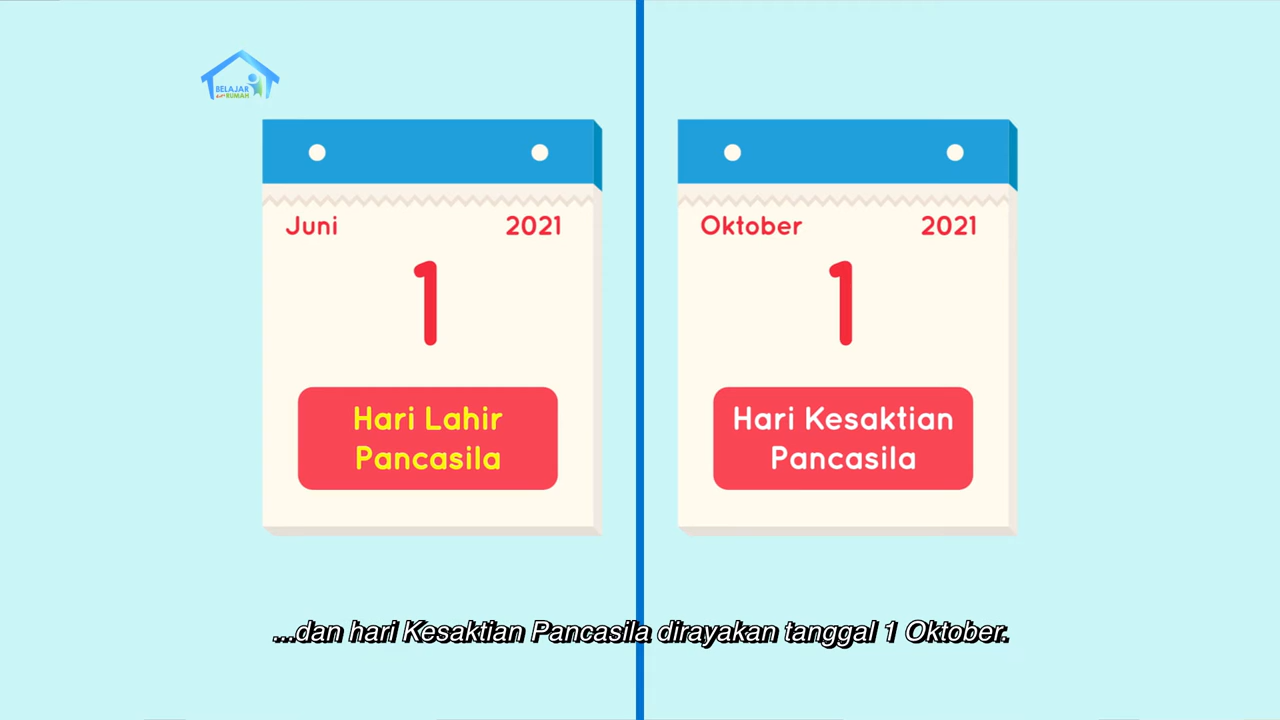 BELAJAR
dari RUMAH
Juni 2021
1
Hari Lahir
Pancasila
Oktober 2021
1
Hari Kesaktian
Pancasila
...dan hari Kesaktian Pancasila dirayakan tanggal 1 Oktober.